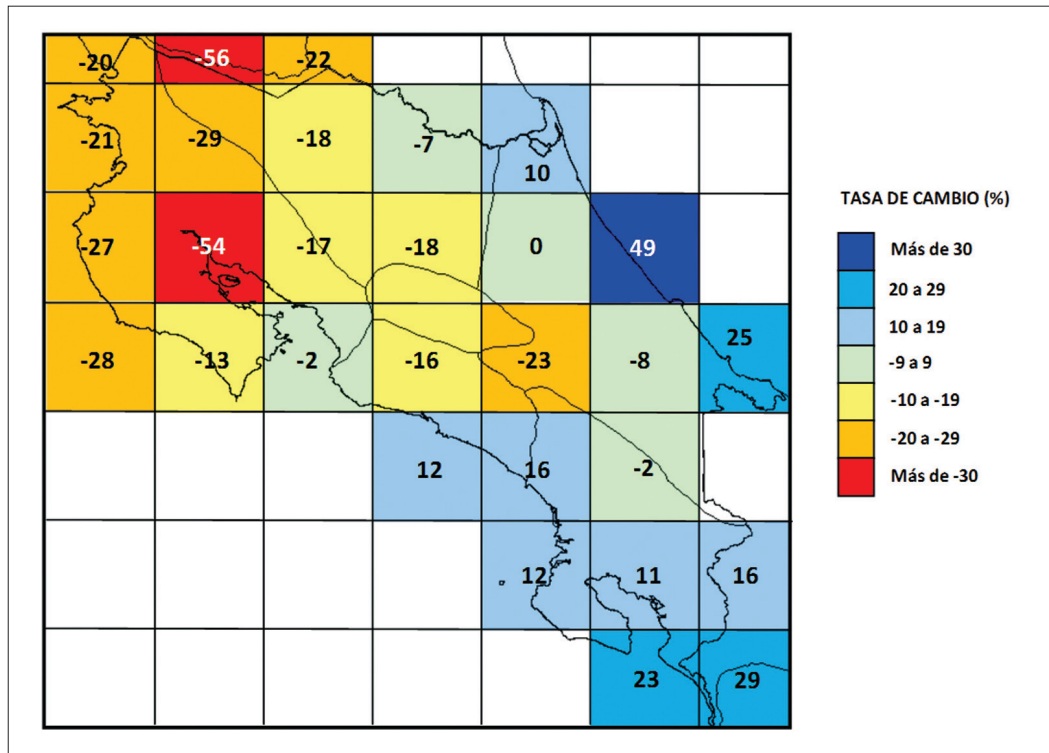 -20 -56 -22
-21 -29 -18 -7 10
-27 -54 -17 -18 0 49
-28 -13 -2 -16 -23 -8 25
12 16 -2
12 11 16
23 29
TASA DE CAMBIO (%)
Más de 30
20 a 29
10 a 19
-9 a 9
-10 a -19
-20 a -29
Más de -30